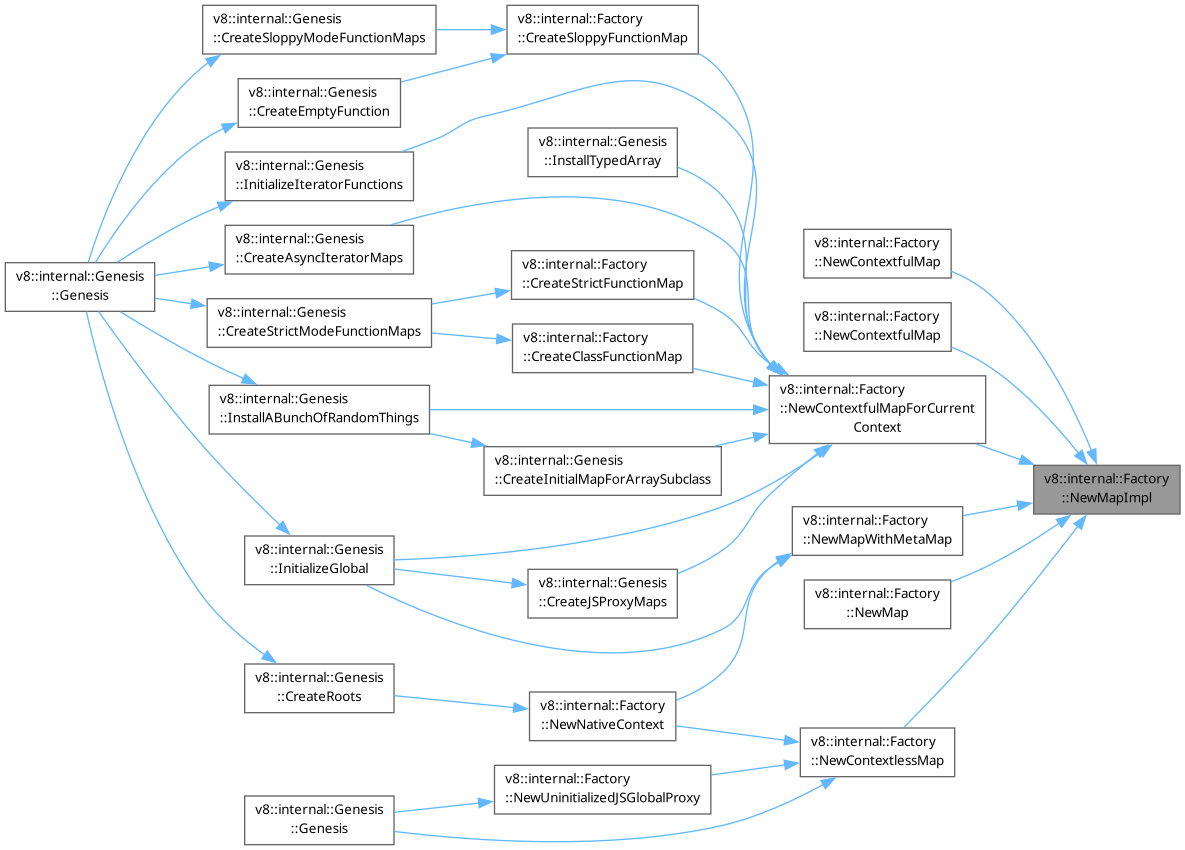 v8::internal::Genesis
::CreateSloppyModeFunctionMaps
v8::internal::Factory
::CreateSloppyFunctionMap
v8::internal::Genesis
::CreateEmptyFunction
v8::internal::Genesis
::InstallTypedArray
v8::internal::Genesis
::InitializeIteratorFunctions
v8::internal::Genesis
::CreateAsyncIteratorMaps
v8::internal::Factory
::NewContextfulMap
v8::internal::Genesis
::Genesis
v8::internal::Factory
::CreateStrictFunctionMap
v8::internal::Genesis
::CreateStrictModeFunctionMaps
v8::internal::Factory
::NewContextfulMap
v8::internal::Factory
::CreateClassFunctionMap
v8::internal::Factory
::NewContextfulMapForCurrent
Context
v8::internal::Genesis
::InstallABunchOfRandomThings
v8::internal::Genesis
::CreateInitialMapForArraySubclass
v8::internal::Factory
::NewMapImpl
v8::internal::Factory
::NewMapWithMetaMap
v8::internal::Genesis
::InitializeGlobal
v8::internal::Genesis
::CreateJSProxyMaps
v8::internal::Factory
::NewMap
v8::internal::Genesis
::CreateRoots
v8::internal::Factory
::NewNativeContext
v8::internal::Factory
::NewContextlessMap
v8::internal::Factory
::NewUninitializedJSGlobalProxy
v8::internal::Genesis
::Genesis